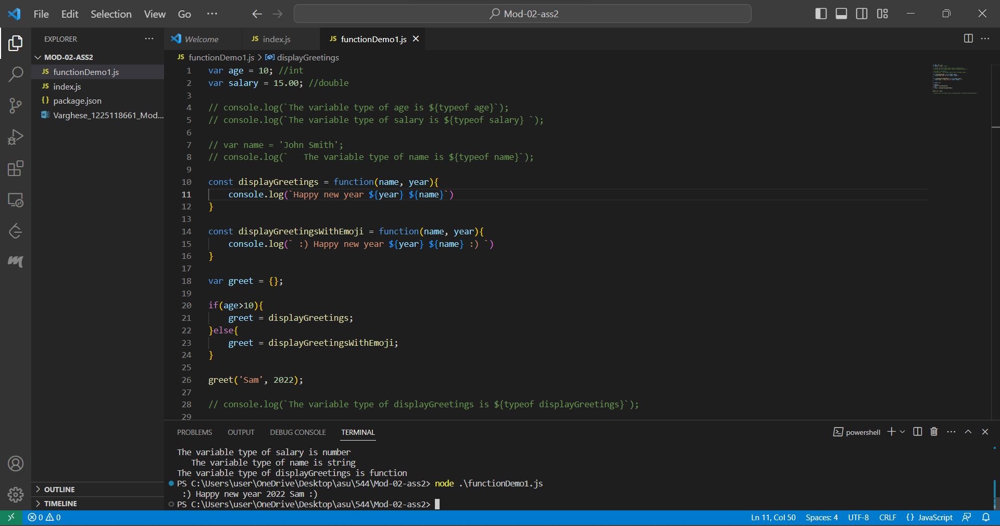 File Edit Selection View Go ···
Mod-02-ass2
EXPLORER ···
MOD-02-ASS2
JS functionDemo1.js
JS index.js
{} package.json
Varghese_1225118661_Mod...
OUTLINE
TIMELINE
Welcome
JS index.js
JS functionDemo1.js
JS functionDemo1.js > displayGreetings
1 var age = 10; //int
2 var salary = 15.00; //double
3
4 // console.log(`The variable type of age is ${typeof age}`);
5 // console.log(`The variable type of salary is ${typeof salary} `);
6
7 // var name = 'John Smith';
8 // console.log(`   The variable type of name is ${typeof name}`);
9
10 const displayGreetings = function(name, year){
11     console.log(`Happy new year ${year} ${name}`)
12 }
13
14 const displayGreetingsWithEmoji = function(name, year){
15     console.log(` :) Happy new year ${year} ${name} :) `)
16 }
17
18 var greet = {};
19
20 if(age>10){
21     greet = displayGreetings;
22 }else{
23     greet = displayGreetingsWithEmoji;
24 }
25
26 greet('Sam', 2022);
27
28 // console.log(`The variable type of displayGreetings is ${typeof displayGreetings}`);
29
PROBLEMS OUTPUT DEBUG CONSOLE TERMINAL
powershell
The variable type of salary is number
   The variable type of name is string
The variable type of displayGreetings is function
PS C:\Users\user\OneDrive\Desktop\asu\544\Mod-02-ass2> node .\functionDemo1.js
 :) Happy new year 2022 Sam :)
PS C:\Users\user\OneDrive\Desktop\asu\544\Mod-02-ass2>
0 0
Ln 11, Col 50 Spaces: 4 UTF-8 CRLF {} JavaScript